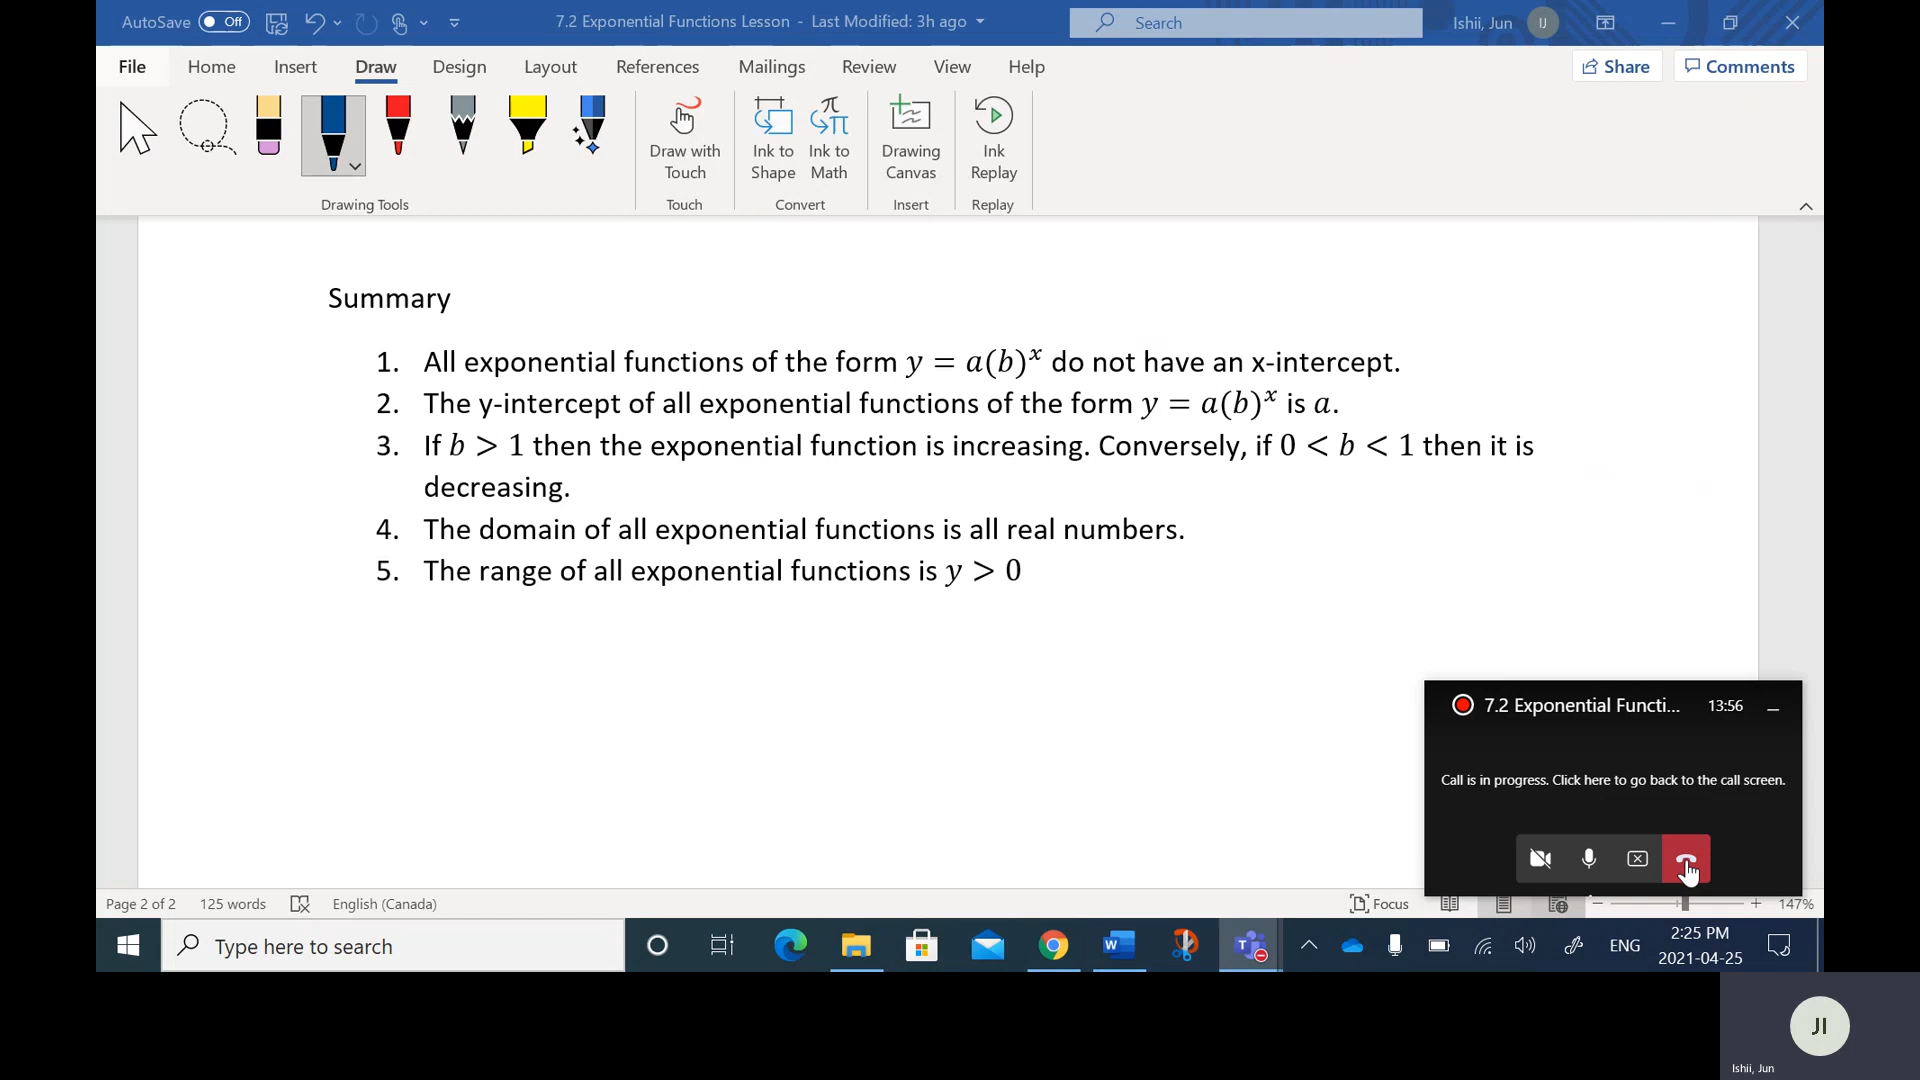 AutoSave Off 7.2 Exponential Functions Lesson - Last Modified: 3h ago Search Ishii, Jun IJ
File Home Insert Draw Design Layout References Mailings Review View Help Share Comments
Draw with Touch
Ink to Shape
Ink to Math
Drawing Canvas
Ink Replay
Drawing Tools Touch Convert Insert Replay
Summary
1. All exponential functions of the form y = a(b)^x do not have an x-intercept.
2. The y-intercept of all exponential functions of the form y = a(b)^x is a.
3. If b > 1 then the exponential function is increasing. Conversely, if 0 < b < 1 then it is
decreasing.
4. The domain of all exponential functions is all real numbers.
5. The range of all exponential functions is y > 0
7.2 Exponential Functi... 13:56
Call is in progress. Click here to go back to the call screen.
Page 2 of 2 125 words English (Canada) Focus 147%
Type here to search ENG 2:25 PM
2021-04-25
JI
Ishii, Jun